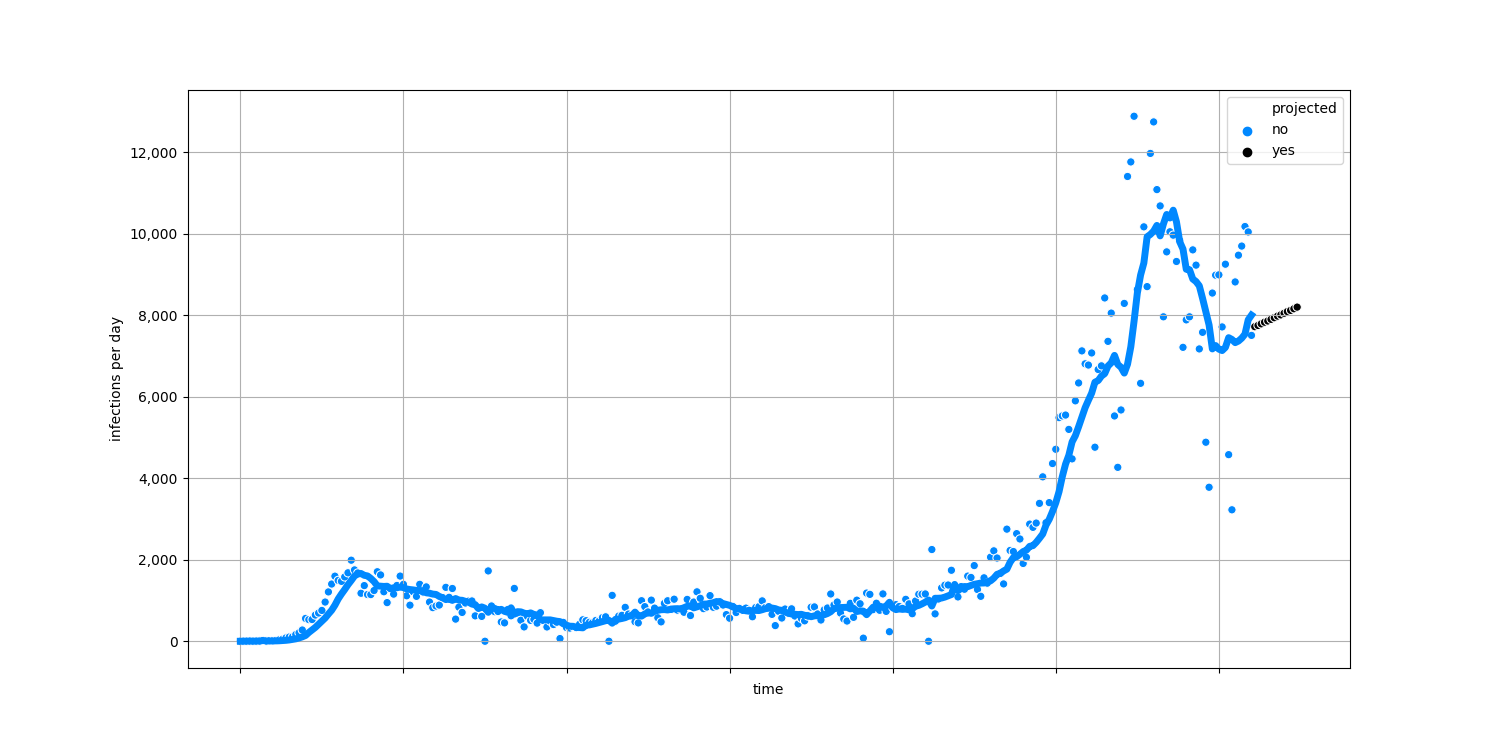 projected
no
yes
12,000
10,000
8,000
6,000
4,000
2,000
0
infections per day
time